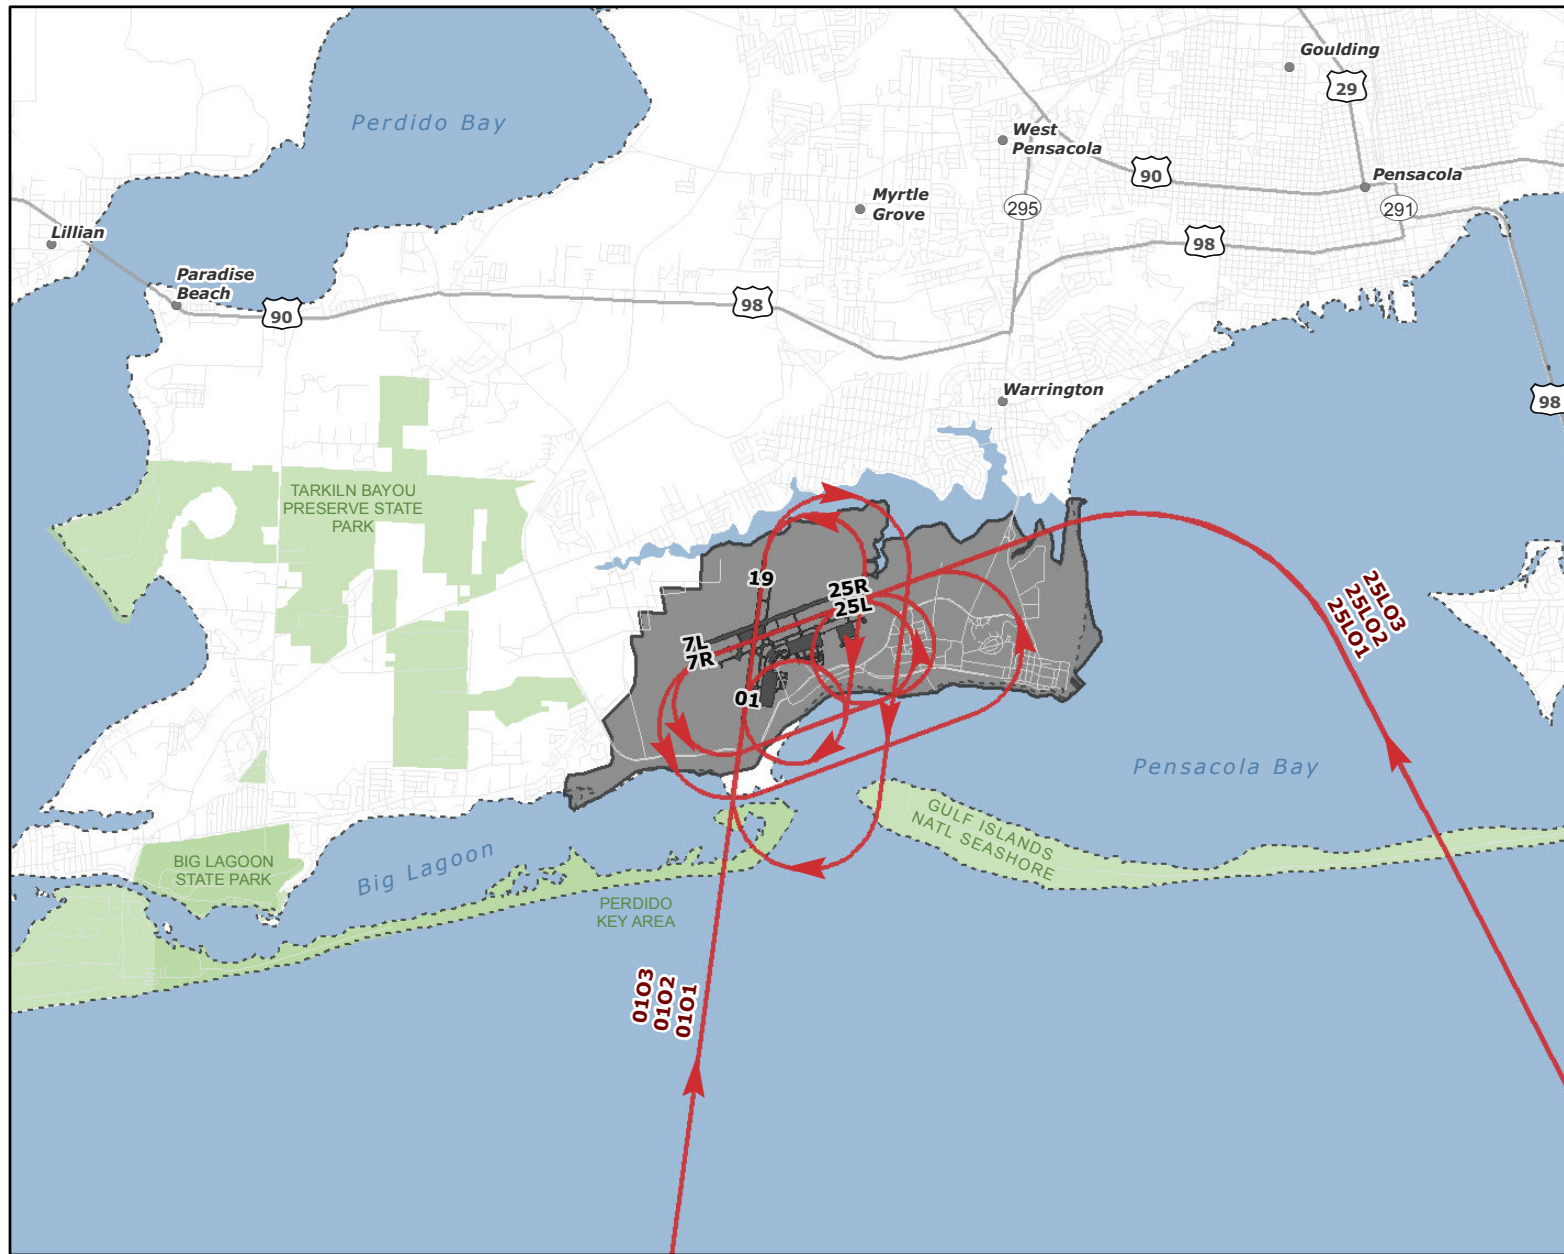 Goulding
29
Perdido Bay
West
Pensacola
90
Pensacola
Myrtle
Grove
295
291
Lillian
98
Paradise
Beach
90
98
Warrington
98
TARKILN BAYOU
PRESERVE STATE
PARK
19
25R
25L
7L
7R
01
25LO3
25LO2
25LO1
Pensacola Bay
GULF ISLANDS
NATL SEASHORE
BIG LAGOON
STATE PARK
Big Lagoon
PERDIDO
KEY AREA
01O3
01O2
01O1